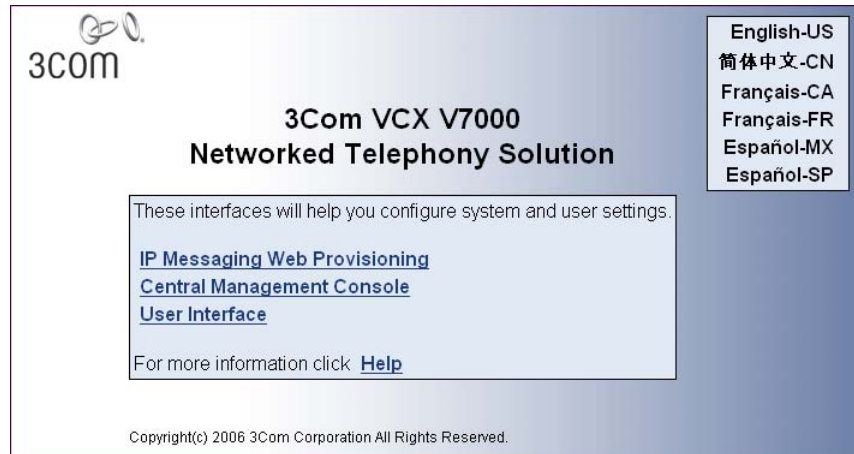 3COM
English-US
简体中文-CN
Français-CA
Français-FR
Español-MX
Español-SP
3Com VCX V7000
Networked Telephony Solution
These interfaces will help you configure system and user settings.
IP Messaging Web Provisioning
Central Management Console
User Interface
For more information click Help
Copyright(c) 2006 3Com Corporation All Rights Reserved.